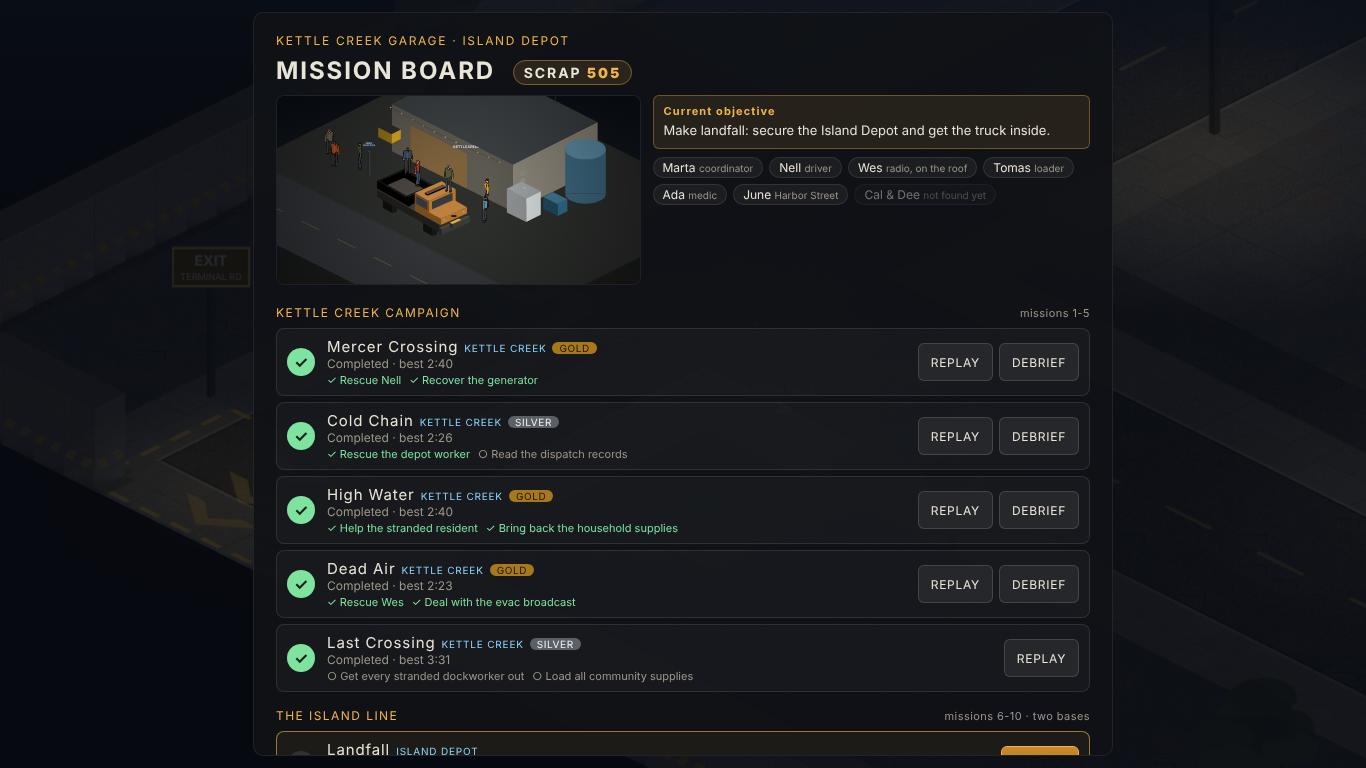 KETTLE CREEK GARAGE · ISLAND DEPOT
MISSION BOARD SCRAP 505
Current objective
Make landfall: secure the Island Depot and get the truck inside.
Marta coordinator Nell driver Wes radio, on the roof Tomas loader
Ada medic June Harbor Street Cal & Dee not found yet
EXIT
TERMINAL RD
KETTLE CREEK CAMPAIGN missions 1-5
Mercer Crossing KETTLE CREEK GOLD
Completed · best 2:40
✓ Rescue Nell ✓ Recover the generator
REPLAY DEBRIEF
Cold Chain KETTLE CREEK SILVER
Completed · best 2:26
✓ Rescue the depot worker ○ Read the dispatch records
REPLAY DEBRIEF
High Water KETTLE CREEK GOLD
Completed · best 2:40
✓ Help the stranded resident ✓ Bring back the household supplies
REPLAY DEBRIEF
Dead Air KETTLE CREEK GOLD
Completed · best 2:23
✓ Rescue Wes ✓ Deal with the evac broadcast
REPLAY DEBRIEF
Last Crossing KETTLE CREEK SILVER
Completed · best 3:31
○ Get every stranded dockworker out ○ Load all community supplies
REPLAY
THE ISLAND LINE missions 6-10 · two bases
Landfall ISLAND DEPOT